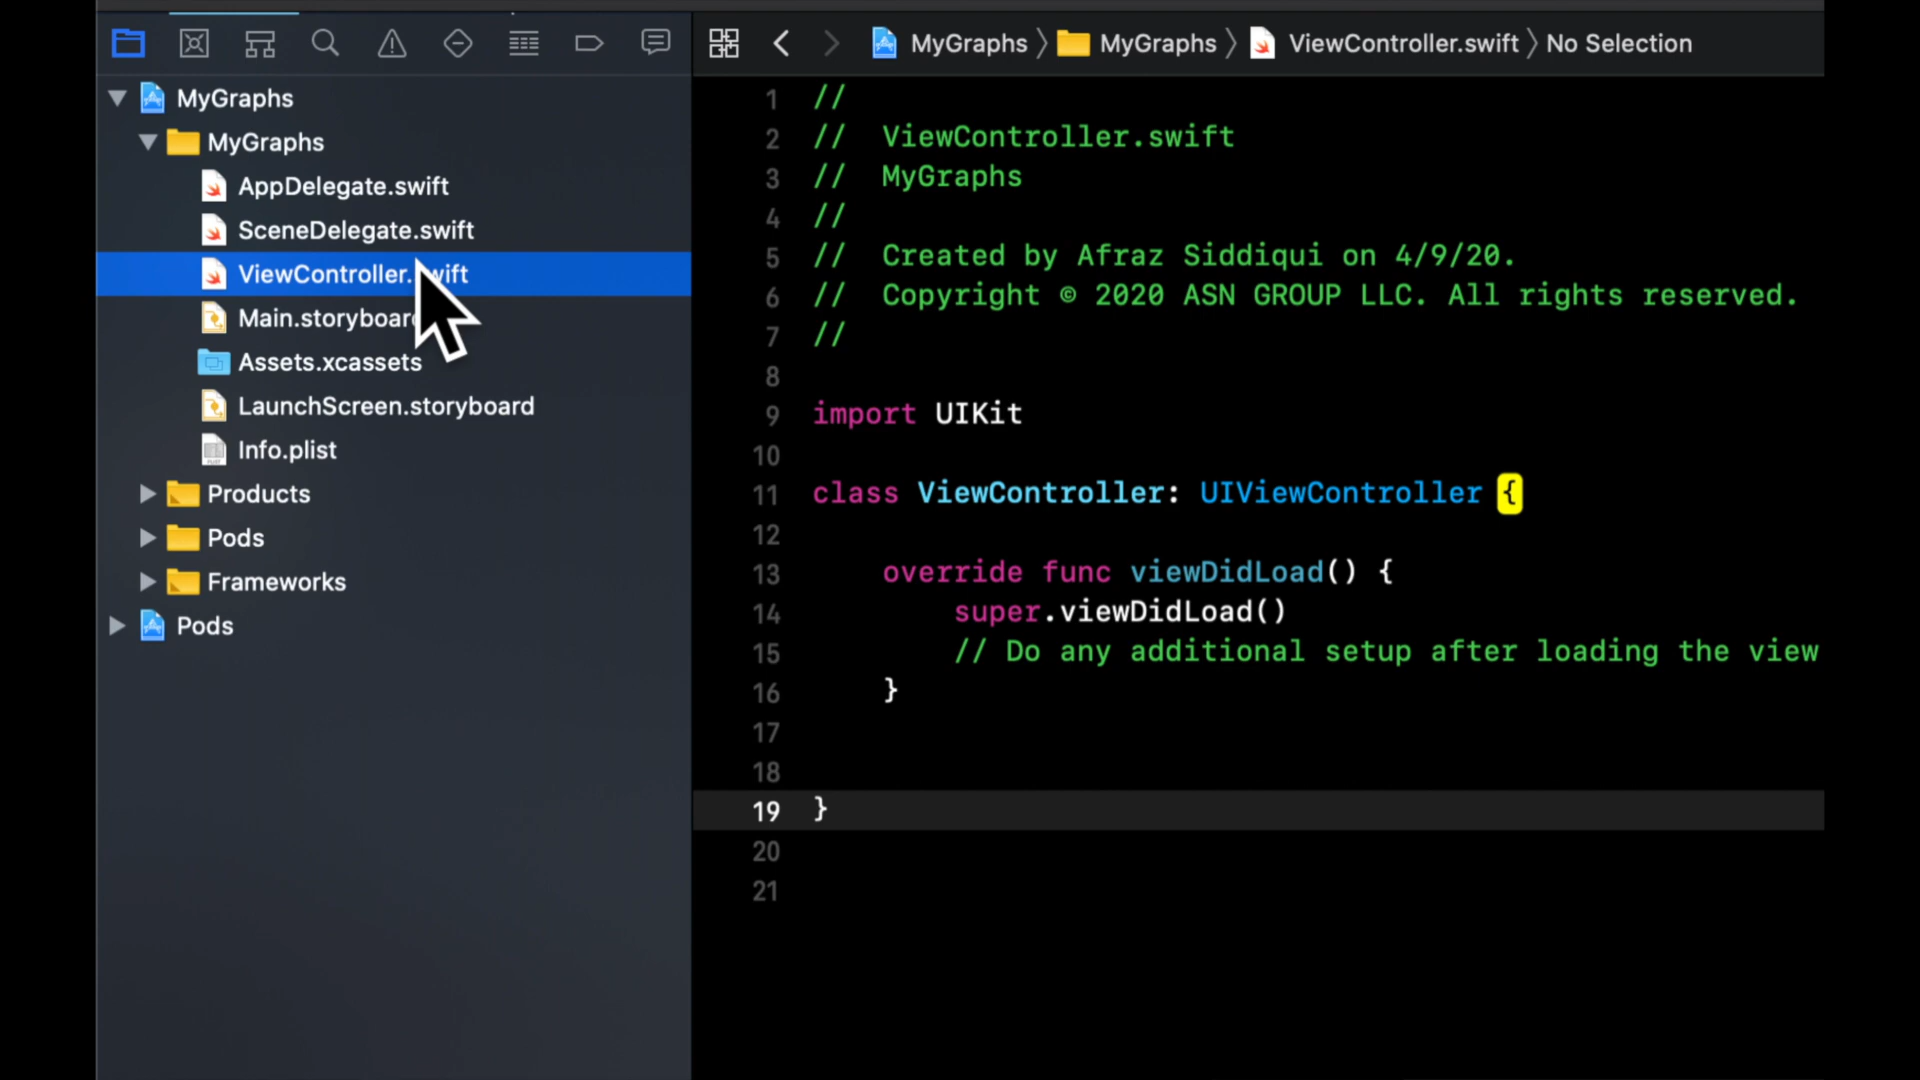 MyGraphs
MyGraphs
AppDelegate.swift
SceneDelegate.swift
ViewController.swift
Main.storyboard
Assets.xcassets
LaunchScreen.storyboard
Info.plist
Products
Pods
Frameworks
Pods
MyGraphs 〉 MyGraphs 〉 ViewController.swift 〉 No Selection
1 //
2 //  ViewController.swift
3 //  MyGraphs
4 //
5 //  Created by Afraz Siddiqui on 4/9/20.
6 //  Copyright © 2020 ASN GROUP LLC. All rights reserved.
7 //
8
9 import UIKit
10
11 class ViewController: UIViewController {
12
13     override func viewDidLoad() {
14         super.viewDidLoad()
15         // Do any additional setup after loading the view
16     }
17
18
19 }
20
21